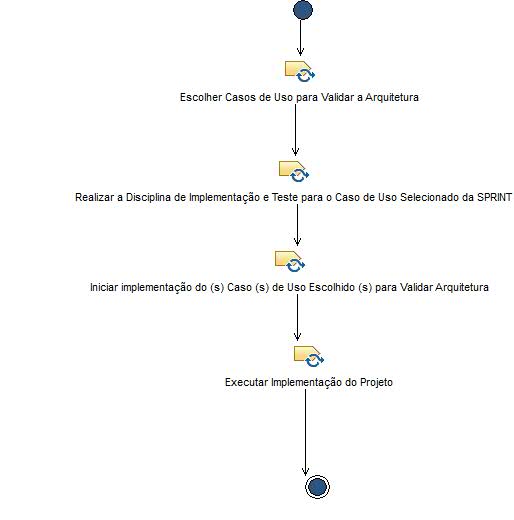 Escolher Casos de Uso para Validar a Arquitetura
Realizar a Disciplina de Implementação e Teste para o Caso de Uso Selecionado da SPRINT
Iniciar implementação do (s) Caso (s) de Uso Escolhido (s) para Validar Arquitetura
Executar Implementação do Projeto